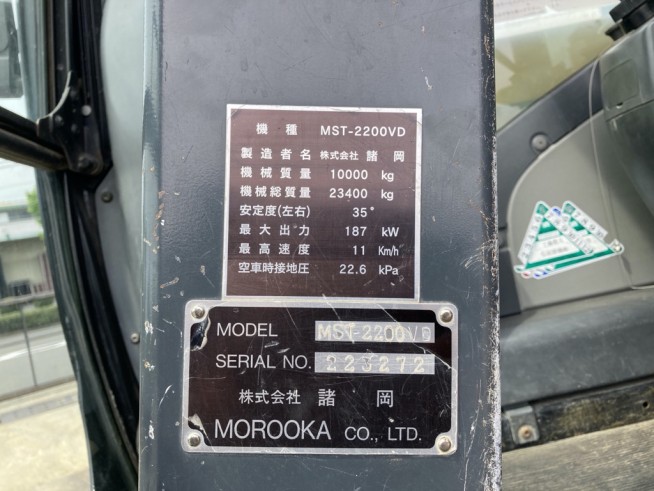 機種 MST-2200VD
製造者名 株式会社 諸岡
機械質量 10000 kg
機械総質量 23400 kg
安定度(左右) 35°
最大出力 187 kW
最高速度 11 Km/h
空車時接地圧 22.6 kPa
MODEL MST-2200VD
SERIAL NO. 223272
株式会社 諸岡
MOROOKA CO., LTD.